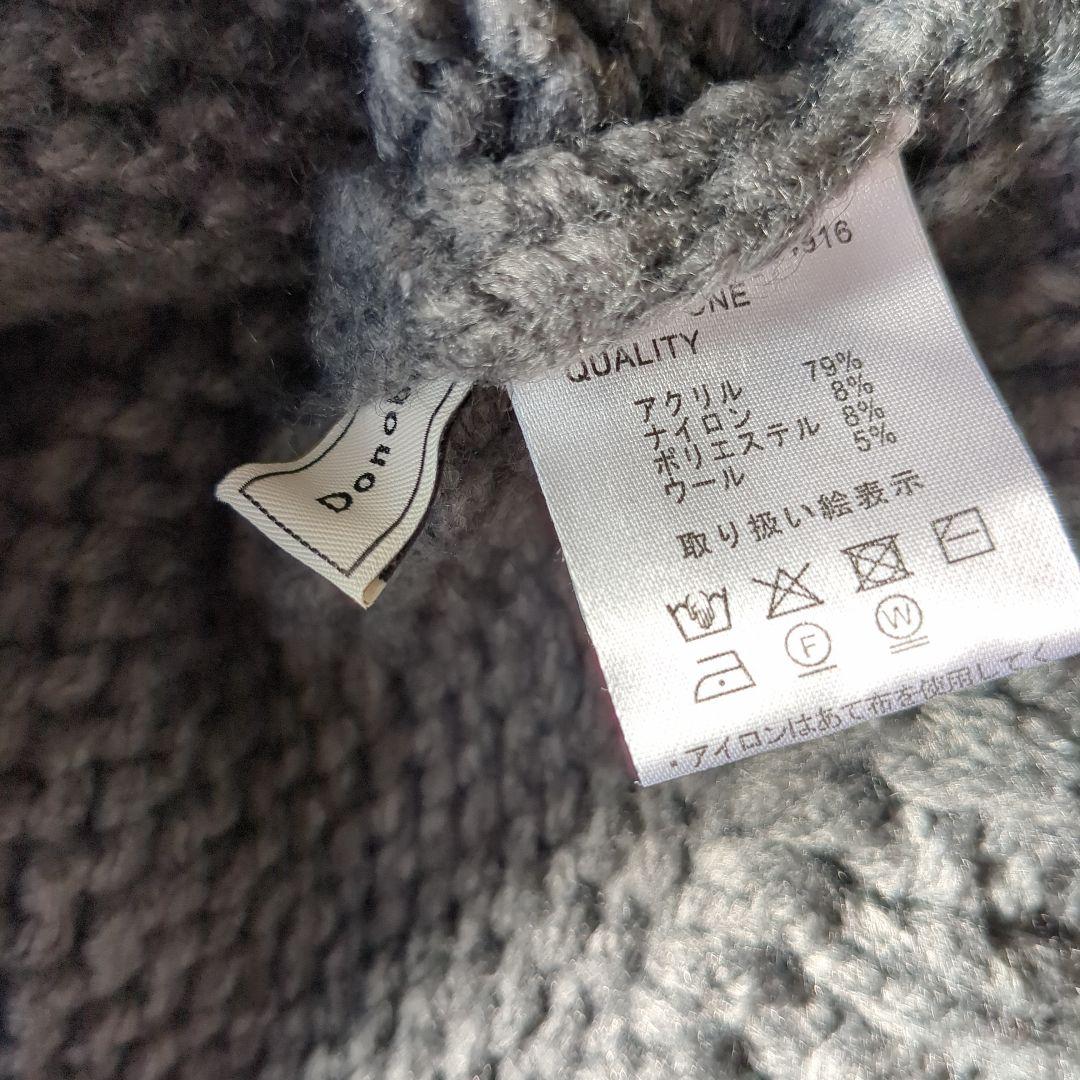 916
ONE
QUALITY
アクリル 79%
ナイロン 8%
ポリエステル 8%
ウール 5%
取り扱い絵表示
F
W
・アイロンはあて布を使用してく
Donob